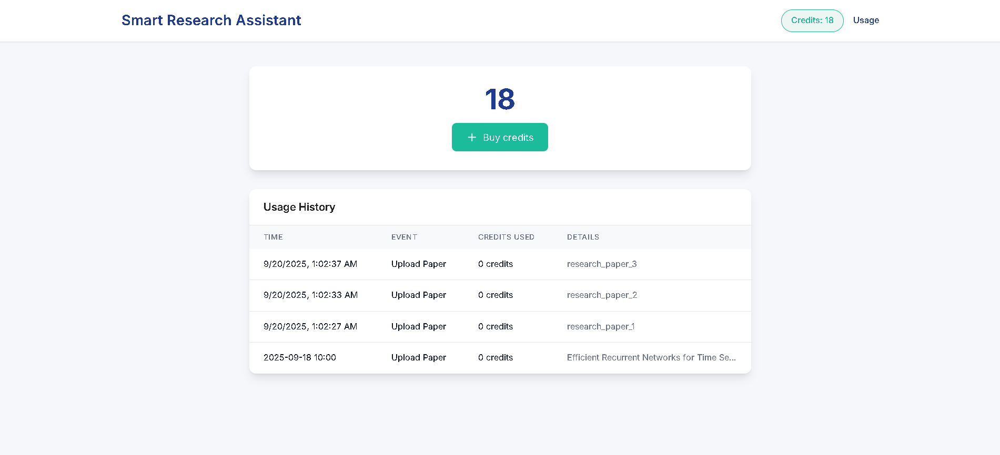 Smart Research Assistant
Credits: 18 Usage
18
+ Buy credits
Usage History
TIME EVENT CREDITS USED DETAILS
9/20/2025, 1:02:37 AM Upload Paper 0 credits research_paper_3
9/20/2025, 1:02:33 AM Upload Paper 0 credits research_paper_2
9/20/2025, 1:02:27 AM Upload Paper 0 credits research_paper_1
2025-09-18 10:00 Upload Paper 0 credits Efficient Recurrent Networks for Time Se...